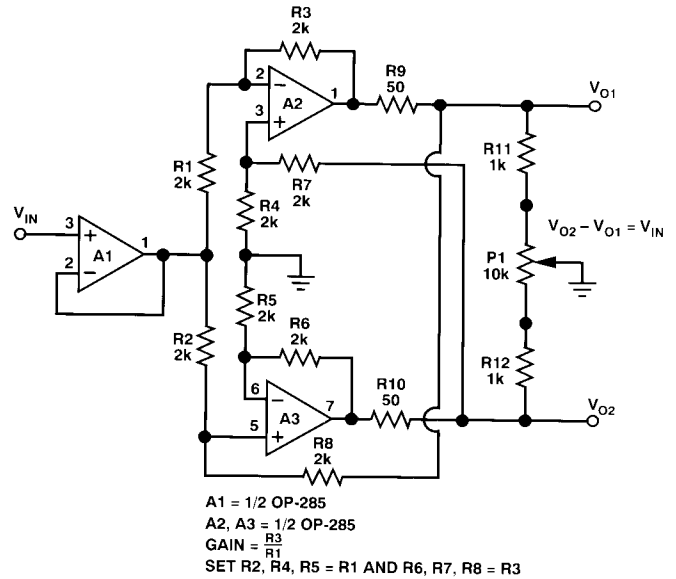 R3
2k
2
A2
1
3
R9
50
VO1
R1
2k
R7
2k
R11
1k
R4
2k
VIN
3
A1
1
2
VO2 – VO1 = VIN
P1
10k
R5
2k
R2
2k
R6
2k
R12
1k
6
A3
7
5
R10
50
VO2
R8
2k
A1 = 1/2 OP-285
A2, A3 = 1/2 OP-285
GAIN = R3/R1
SET R2, R4, R5 = R1 AND R6, R7, R8 = R3